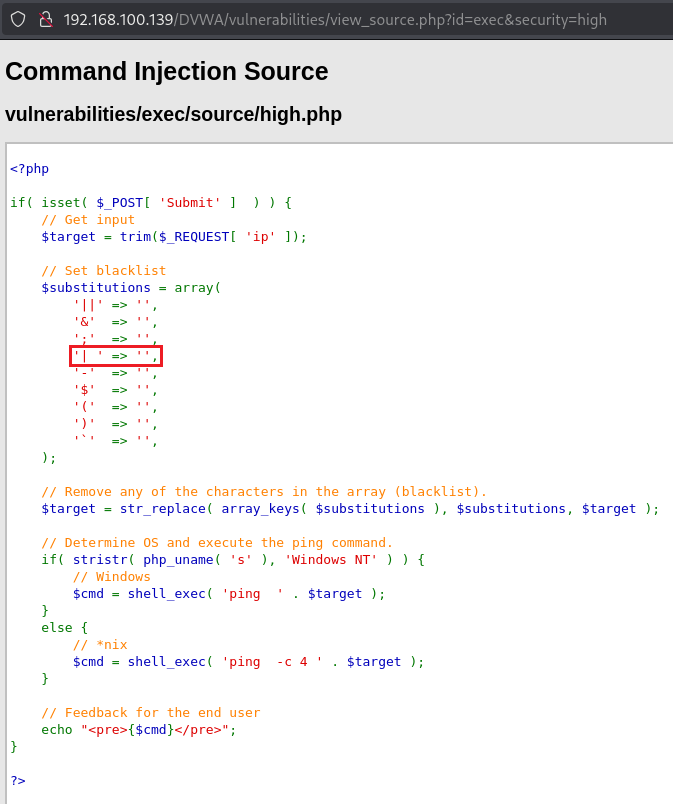 192.168.100.139/DVWA/vulnerabilities/view_source.php?id=exec&security=high
Command Injection Source
vulnerabilities/exec/source/high.php
<?php
if( isset( $_POST[ 'Submit' ]  ) ) {
    // Get input
    $target = trim($_REQUEST[ 'ip' ]);
    // Set blacklist
    $substitutions = array(
        '||' => '',
        '&'  => '',
        ';'  => '',
        '| ' => '',
        '-'  => '',
        '$'  => '',
        '('  => '',
        ')'  => '',
        '`'  => '',
    );
    // Remove any of the characters in the array (blacklist).
    $target = str_replace( array_keys( $substitutions ), $substitutions, $target );
    // Determine OS and execute the ping command.
    if( stristr( php_uname( 's' ), 'Windows NT' ) ) {
        // Windows
        $cmd = shell_exec( 'ping  ' . $target );
    }
    else {
        // *nix
        $cmd = shell_exec( 'ping  -c 4 ' . $target );
    }
    // Feedback for the end user
    echo "<pre>{$cmd}</pre>";
}
?>